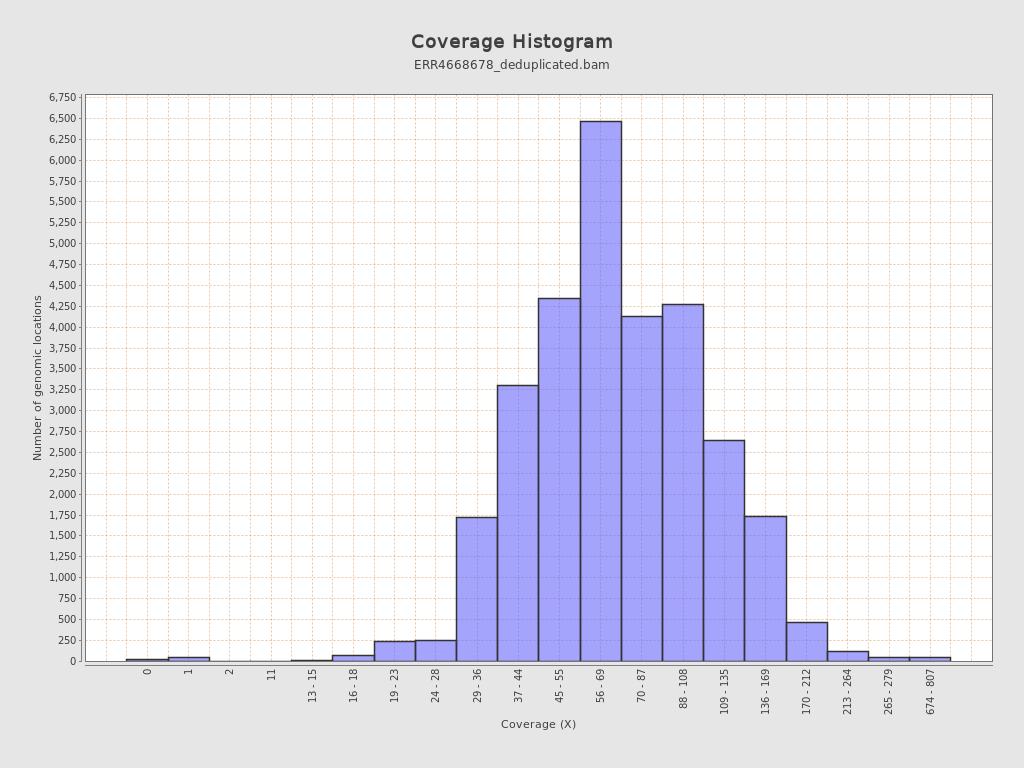 Coverage Histogram
ERR4668678_deduplicated.bam
Number of genomic locations
6,750
6,500
6,250
6,000
5,750
5,500
5,250
5,000
4,750
4,500
4,250
4,000
3,750
3,500
3,250
3,000
2,750
2,500
2,250
2,000
1,750
1,500
1,250
1,000
750
500
250
0
0
1
2
11
13 - 15
16 - 18
19 - 23
24 - 28
29 - 36
37 - 44
45 - 55
56 - 69
70 - 87
88 - 108
109 - 135
136 - 169
170 - 212
213 - 264
265 - 279
674 - 807
Coverage (X)